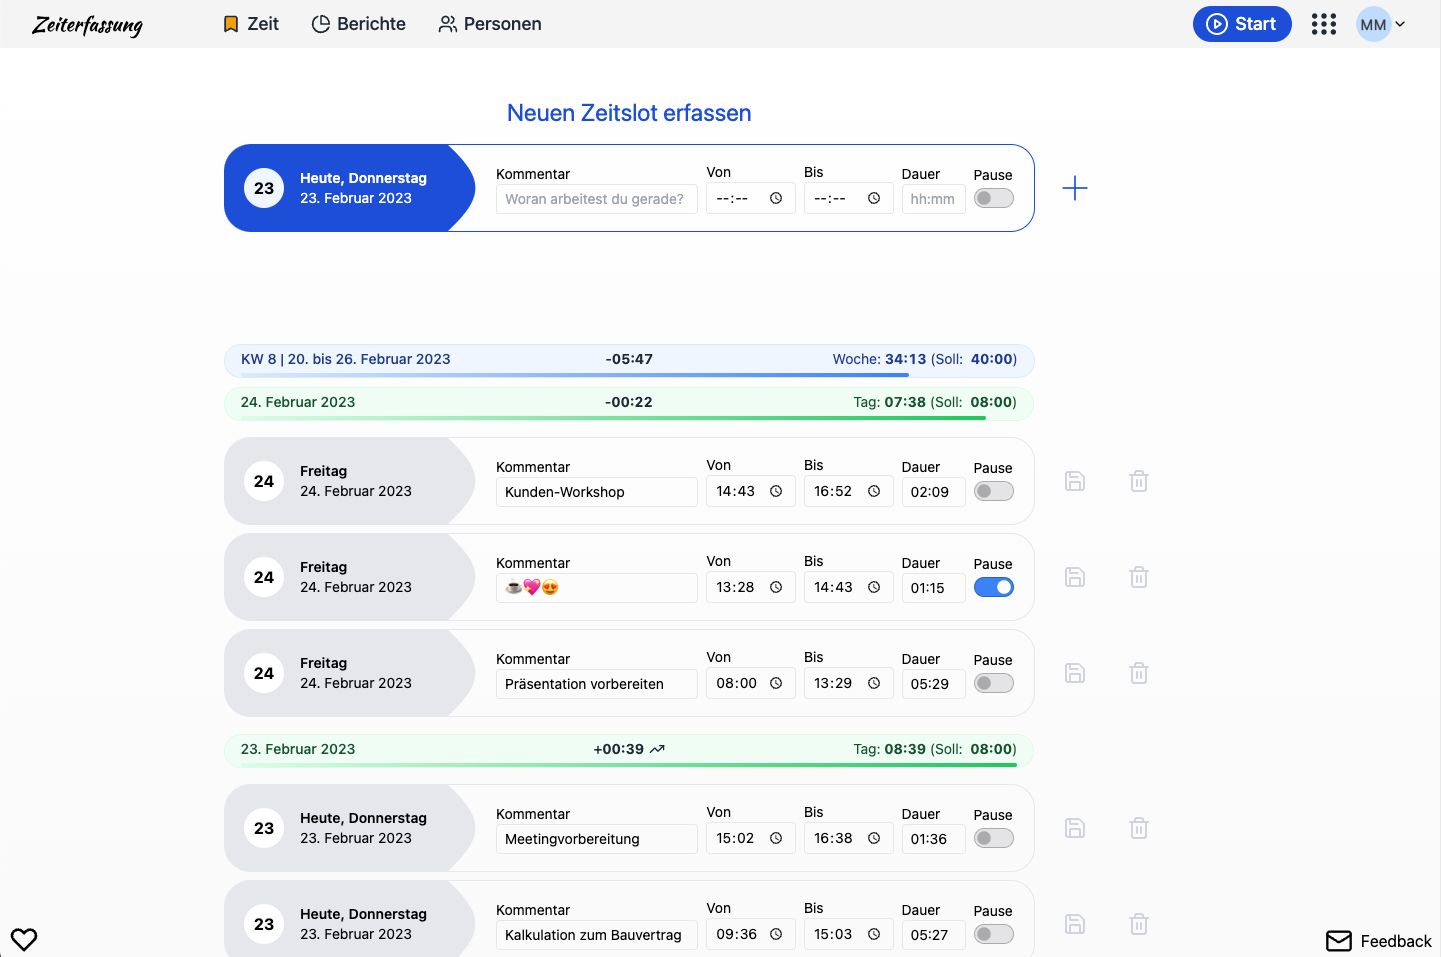 Zeiterfassung
Zeit
Berichte
Personen
Start
MM
Neuen Zeitslot erfassen
23
Heute, Donnerstag
23. Februar 2023
Kommentar
Woran arbeitest du gerade?
Von
--:--
Bis
--:--
Dauer
hh:mm
Pause
KW 8 | 20. bis 26. Februar 2023 -05:47 Woche: 34:13 (Soll: 40:00)
24. Februar 2023 -00:22 Tag: 07:38 (Soll: 08:00)
24
Freitag
24. Februar 2023
Kommentar
Kunden-Workshop
Von
14:43
Bis
16:52
Dauer
02:09
Pause
24
Freitag
24. Februar 2023
Kommentar
☕💖😍
Von
13:28
Bis
14:43
Dauer
01:15
Pause
24
Freitag
24. Februar 2023
Kommentar
Präsentation vorbereiten
Von
08:00
Bis
13:29
Dauer
05:29
Pause
23. Februar 2023 +00:39 Tag: 08:39 (Soll: 08:00)
23
Heute, Donnerstag
23. Februar 2023
Kommentar
Meetingvorbereitung
Von
15:02
Bis
16:38
Dauer
01:36
Pause
23
Heute, Donnerstag
23. Februar 2023
Kommentar
Kalkulation zum Bauvertrag
Von
09:36
Bis
15:03
Dauer
05:27
Pause
Feedback